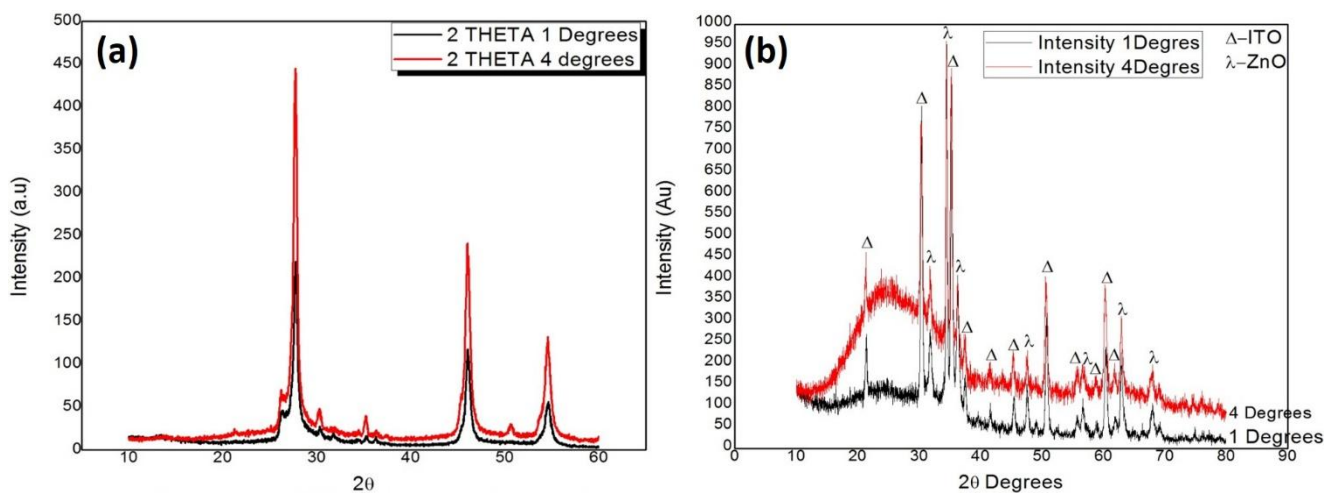 (a)
2 THETA 1 Degrees
2 THETA 4 degrees
Intensity (a.u)
500
450
400
350
300
250
200
150
100
50
0
10 20 30 40 50 60
2θ
(b)
Intensity 1Degres
Intensity 4Degres
Δ–ITO
λ–ZnO
Intensity (Au)
1000
950
900
850
800
750
700
650
600
550
500
450
400
350
300
250
200
150
100
50
0
λ
Δ
Δ
Δ
λ
λ
Δ
Δ
Δ
λ
Δ
Δ
λ
Δ
Δ
Δ
λ
λ
4 Degrees
1 Degrees
0 10 20 30 40 50 60 70 80 90
2θ Degrees